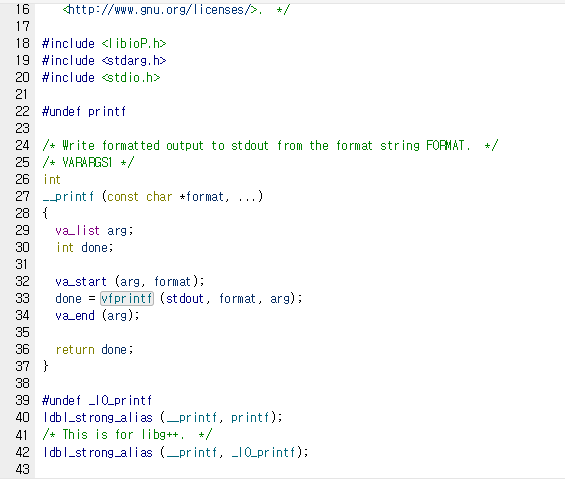 16    <http://www.gnu.org/licenses/>.  */
17
18 #include <libioP.h>
19 #include <stdarg.h>
20 #include <stdio.h>
21
22 #undef printf
23
24 /* Write formatted output to stdout from the format string FORMAT.  */
25 /* VARARGS1 */
26 int
27 __printf (const char *format, ...)
28 {
29   va_list arg;
30   int done;
31
32   va_start (arg, format);
33   done = vfprintf (stdout, format, arg);
34   va_end (arg);
35
36   return done;
37 }
38
39 #undef _IO_printf
40 ldbl_strong_alias (__printf, printf);
41 /* This is for libg++.  */
42 ldbl_strong_alias (__printf, _IO_printf);
43